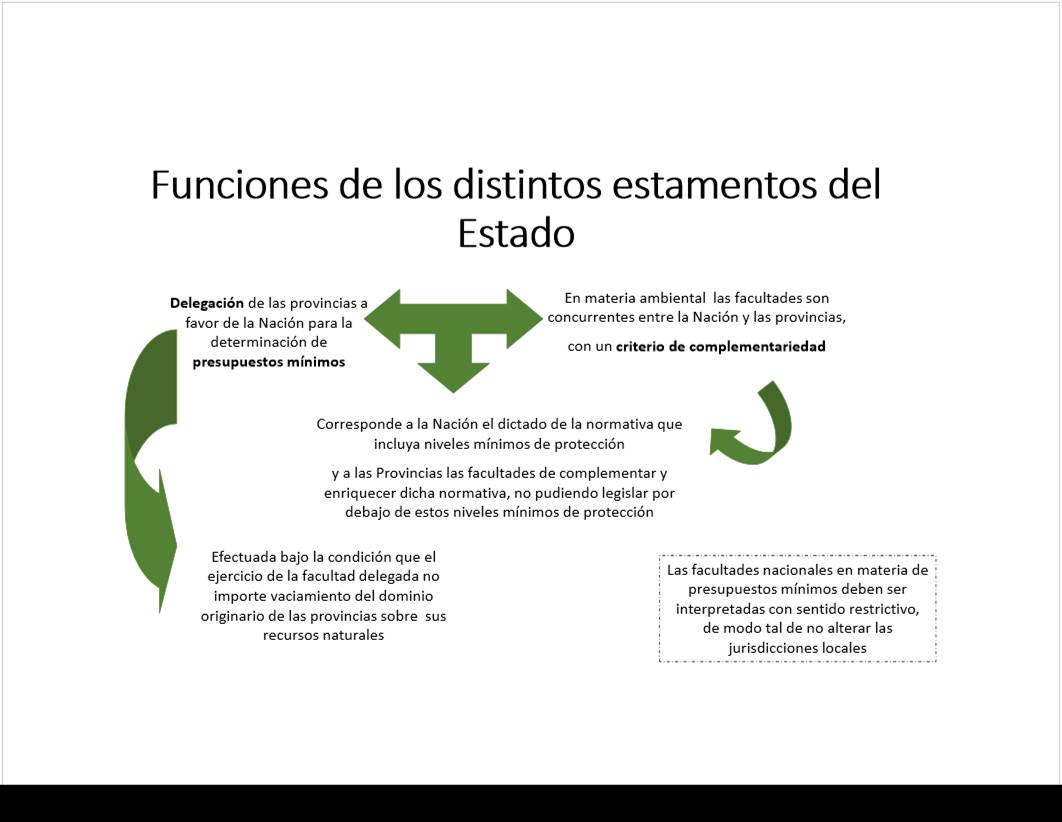 Funciones de los distintos estamentos del
Estado
Delegación de las provincias a
favor de la Nación para la
determinación de
presupuestos mínimos
En materia ambiental  las facultades son
concurrentes entre la Nación y las provincias,
con un criterio de complementariedad
Corresponde a la Nación el dictado de la normativa que
incluya niveles mínimos de protección
y a las Provincias las facultades de complementar y
enriquecer dicha normativa, no pudiendo legislar por
debajo de estos niveles mínimos de protección
Efectuada bajo la condición que el
ejercicio de la facultad delegada no
importe vaciamiento del dominio
originario de las provincias sobre  sus
recursos naturales
Las facultades nacionales en materia de
presupuestos mínimos deben ser
interpretadas con sentido restrictivo,
de modo tal de no alterar las
jurisdicciones locales